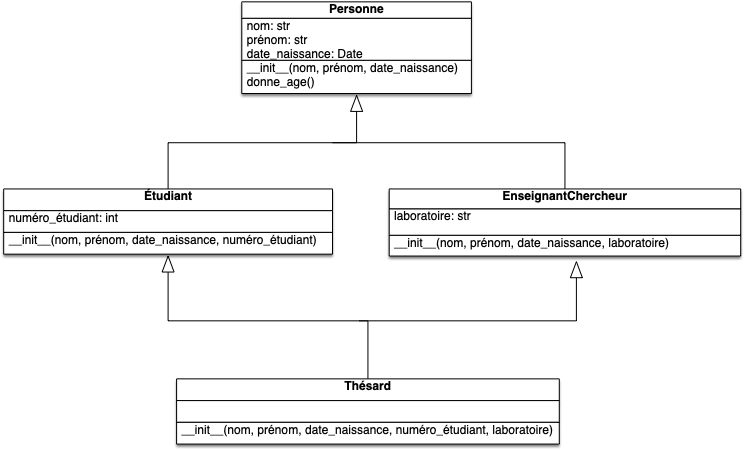 Personne
nom: str
prénom: str
date_naissance: Date
__init__(nom, prénom, date_naissance)
donne_age()
Étudiant
numéro_étudiant: int
__init__(nom, prénom, date_naissance, numéro_étudiant)
EnseignantChercheur
laboratoire: str
__init__(nom, prénom, date_naissance, laboratoire)
Thésard
__init__(nom, prénom, date_naissance, numéro_étudiant, laboratoire)